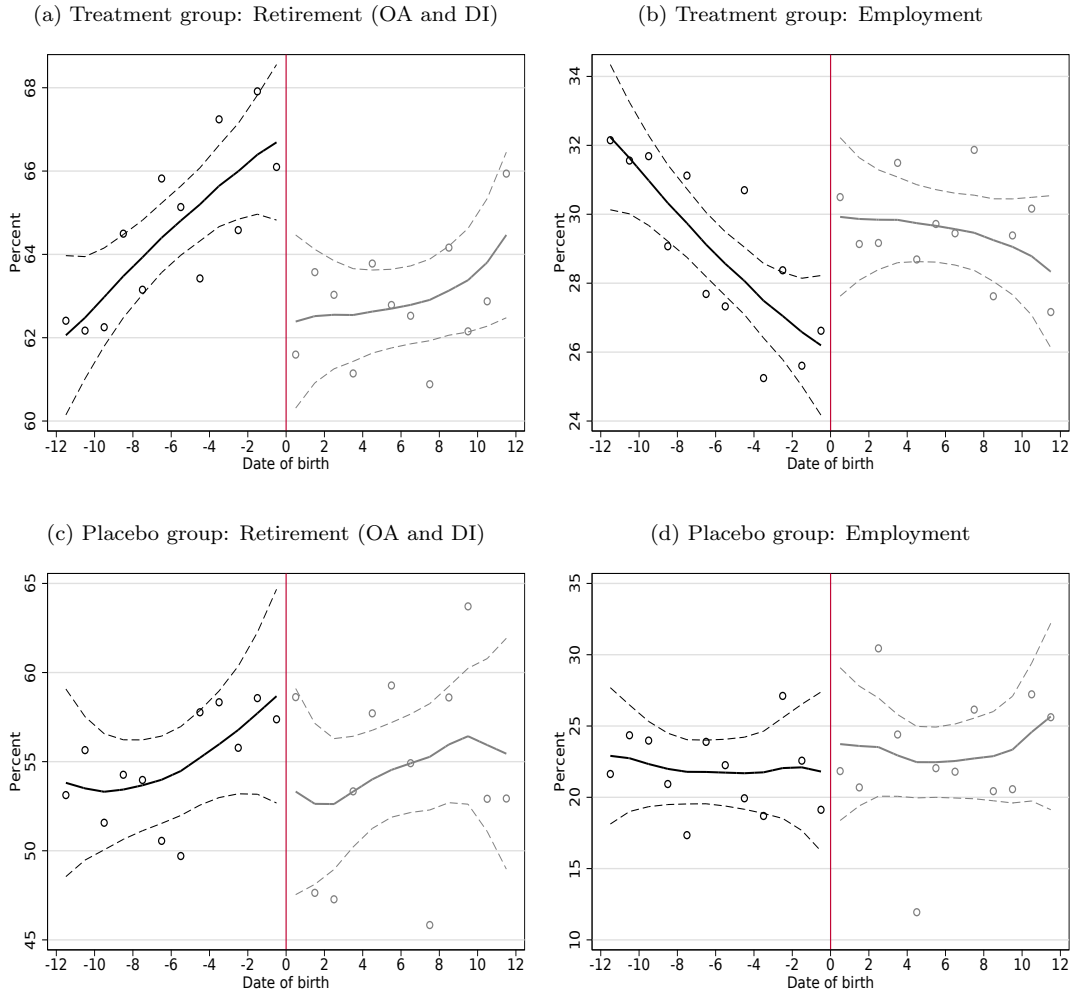 (a) Treatment group: Retirement (OA and DI)
Percent
60 62 64 66 68
-12 -10 -8 -6 -4 -2 0 2 4 6 8 10 12
Date of birth
(b) Treatment group: Employment
Percent
24 26 28 30 32 34
-12 -10 -8 -6 -4 -2 0 2 4 6 8 10 12
Date of birth
(c) Placebo group: Retirement (OA and DI)
Percent
45 50 55 60 65
-12 -10 -8 -6 -4 -2 0 2 4 6 8 10 12
Date of birth
(d) Placebo group: Employment
Percent
10 15 20 25 30 35
-12 -10 -8 -6 -4 -2 0 2 4 6 8 10 12
Date of birth